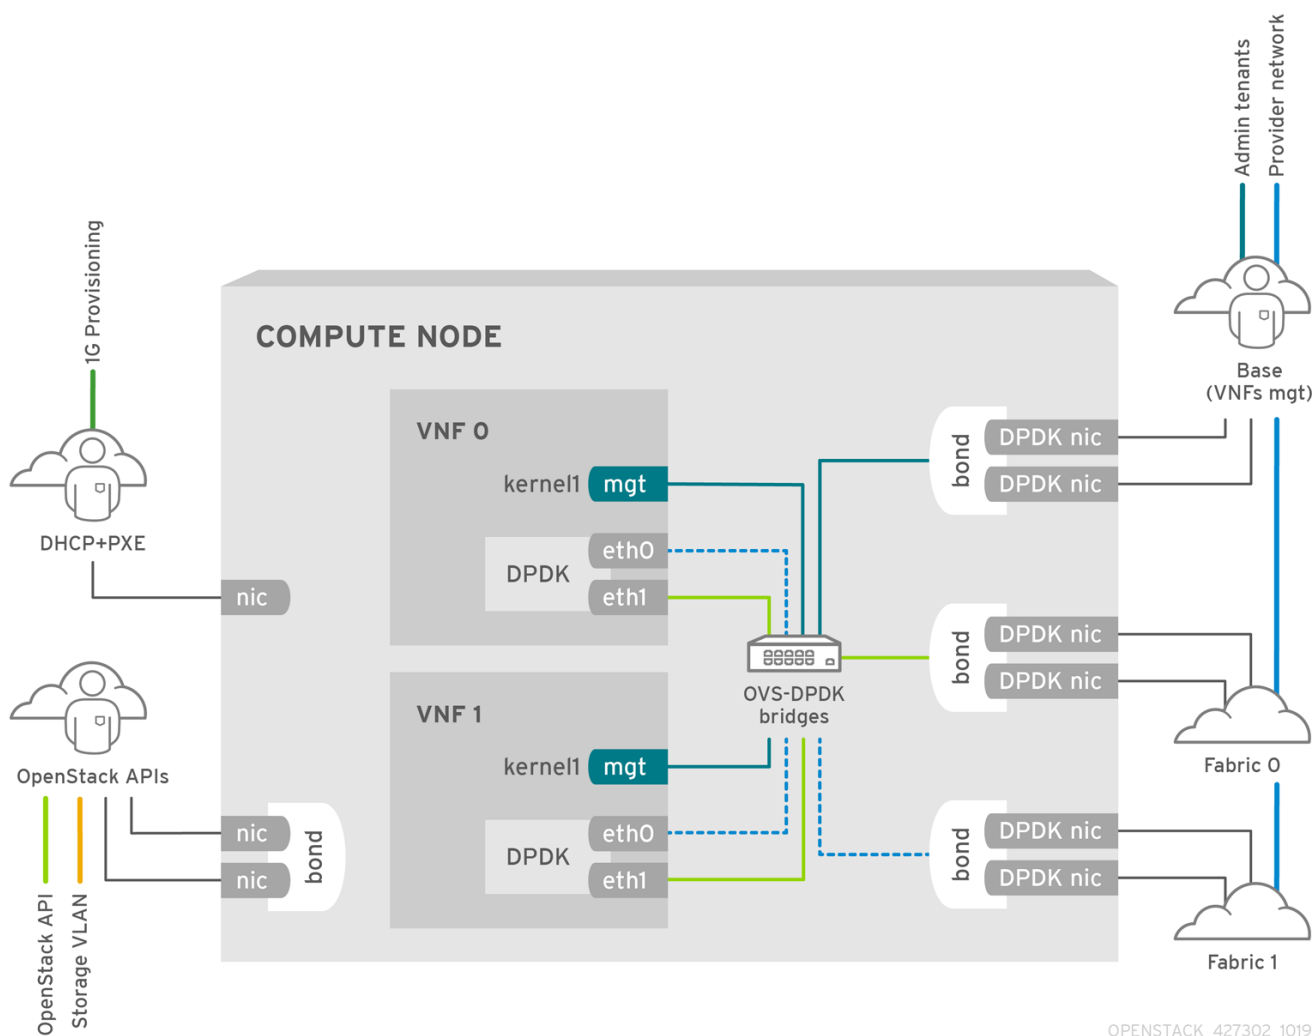 Admin tenants
Provider network
1G Provisioning
COMPUTE NODE
Base
(VNFs mgt)
VNF 0
kernel1
mgt
eth0
DPDK
eth1
bond
DPDK nic
DPDK nic
DHCP+PXE
nic
bond
DPDK nic
DPDK nic
OVS-DPDK
bridges
VNF 1
kernel1
mgt
eth0
DPDK
eth1
Fabric 0
OpenStack APIs
nic
nic
bond
bond
DPDK nic
DPDK nic
Fabric 1
OpenStack API
Storage VLAN
OPENSTACK_427302_1019